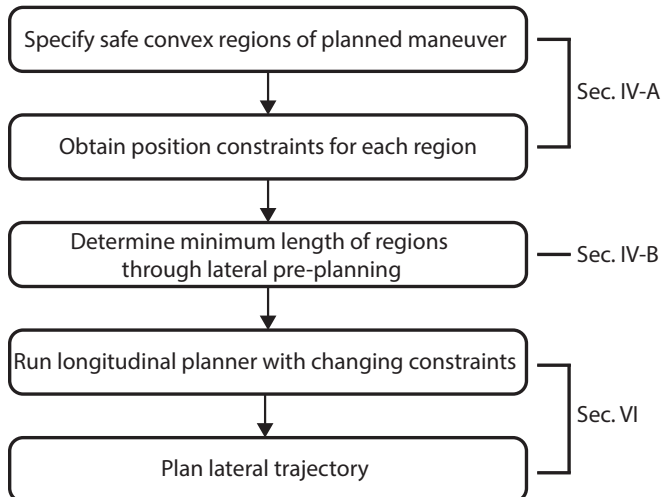 Specify safe convex regions of planned maneuver
Sec. IV-A
Obtain position constraints for each region
Determine minimum length of regions
through lateral pre-planning
Sec. IV-B
Run longitudinal planner with changing constraints
Sec. VI
Plan lateral trajectory